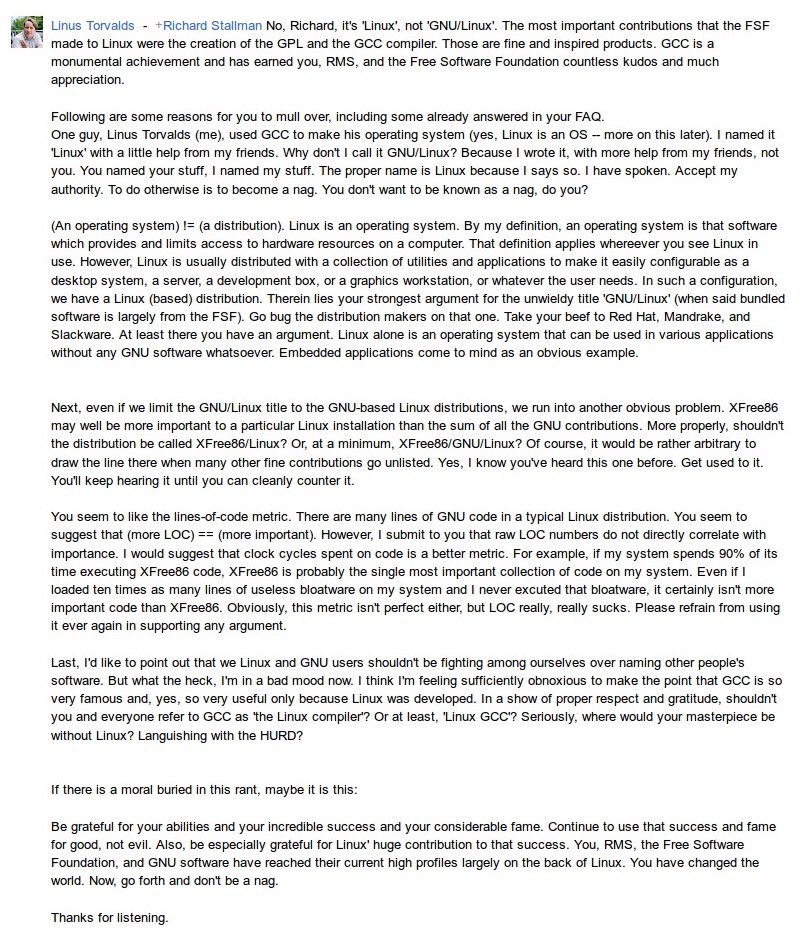 Linus Torvalds - +Richard Stallman No, Richard, it's 'Linux', not 'GNU/Linux'. The most important contributions that the FSF
made to Linux were the creation of the GPL and the GCC compiler. Those are fine and inspired products. GCC is a
monumental achievement and has earned you, RMS, and the Free Software Foundation countless kudos and much
appreciation.
Following are some reasons for you to mull over, including some already answered in your FAQ.
One guy, Linus Torvalds (me), used GCC to make his operating system (yes, Linux is an OS -- more on this later). I named it
'Linux' with a little help from my friends. Why don't I call it GNU/Linux? Because I wrote it, with more help from my friends, not
you. You named your stuff, I named my stuff. The proper name is Linux because I says so. I have spoken. Accept my
authority. To do otherwise is to become a nag. You don't want to be known as a nag, do you?
(An operating system) != (a distribution). Linux is an operating system. By my definition, an operating system is that software
which provides and limits access to hardware resources on a computer. That definition applies whereever you see Linux in
use. However, Linux is usually distributed with a collection of utilities and applications to make it easily configurable as a
desktop system, a server, a development box, or a graphics workstation, or whatever the user needs. In such a configuration,
we have a Linux (based) distribution. Therein lies your strongest argument for the unwieldy title 'GNU/Linux' (when said bundled
software is largely from the FSF). Go bug the distribution makers on that one. Take your beef to Red Hat, Mandrake, and
Slackware. At least there you have an argument. Linux alone is an operating system that can be used in various applications
without any GNU software whatsoever. Embedded applications come to mind as an obvious example.
Next, even if we limit the GNU/Linux title to the GNU-based Linux distributions, we run into another obvious problem. XFree86
may well be more important to a particular Linux installation than the sum of all the GNU contributions. More properly, shouldn't
the distribution be called XFree86/Linux? Or, at a minimum, XFree86/GNU/Linux? Of course, it would be rather arbitrary to
draw the line there when many other fine contributions go unlisted. Yes, I know you've heard this one before. Get used to it.
You'll keep hearing it until you can cleanly counter it.
You seem to like the lines-of-code metric. There are many lines of GNU code in a typical Linux distribution. You seem to
suggest that (more LOC) == (more important). However, I submit to you that raw LOC numbers do not directly correlate with
importance. I would suggest that clock cycles spent on code is a better metric. For example, if my system spends 90% of its
time executing XFree86 code, XFree86 is probably the single most important collection of code on my system. Even if I
loaded ten times as many lines of useless bloatware on my system and I never excuted that bloatware, it certainly isn't more
important code than XFree86. Obviously, this metric isn't perfect either, but LOC really, really sucks. Please refrain from using
it ever again in supporting any argument.
Last, I'd like to point out that we Linux and GNU users shouldn't be fighting among ourselves over naming other people's
software. But what the heck, I'm in a bad mood now. I think I'm feeling sufficiently obnoxious to make the point that GCC is so
very famous and, yes, so very useful only because Linux was developed. In a show of proper respect and gratitude, shouldn't
you and everyone refer to GCC as 'the Linux compiler'? Or at least, 'Linux GCC'? Seriously, where would your masterpiece be
without Linux? Languishing with the HURD?
If there is a moral buried in this rant, maybe it is this:
Be grateful for your abilities and your incredible success and your considerable fame. Continue to use that success and fame
for good, not evil. Also, be especially grateful for Linux' huge contribution to that success. You, RMS, the Free Software
Foundation, and GNU software have reached their current high profiles largely on the back of Linux. You have changed the
world. Now, go forth and don't be a nag.
Thanks for listening.